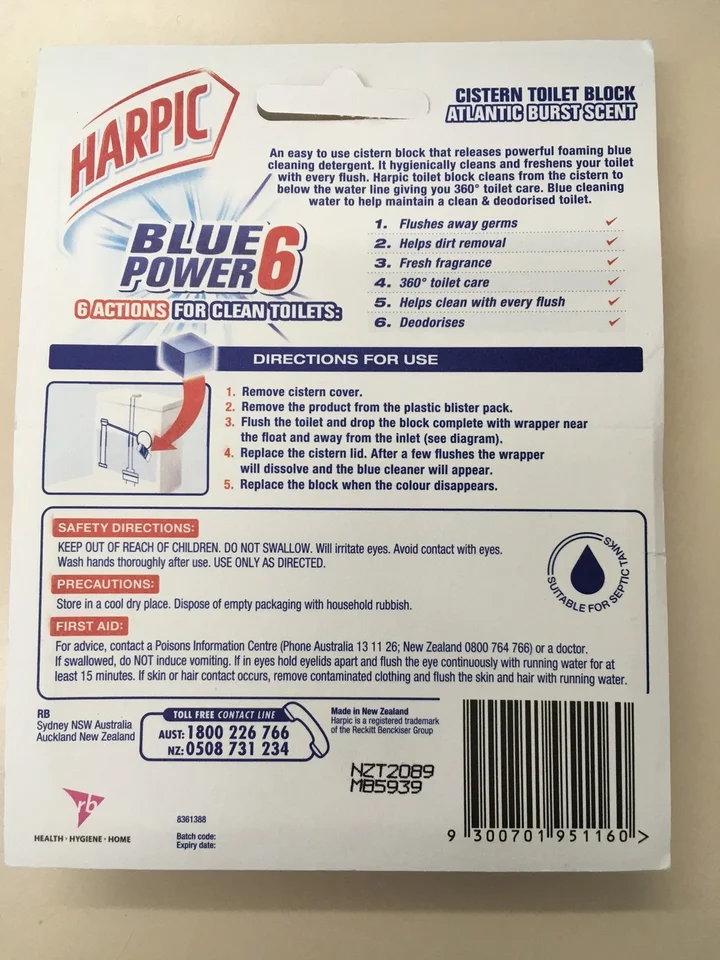 HARPIC
CISTERN TOILET BLOCK
ATLANTIC BURST SCENT
An easy to use cistern block that releases powerful foaming blue
cleaning detergent. It hygienically cleans and freshens your toilet
with every flush. Harpic toilet block cleans from the cistern to
below the water line giving you 360° toilet care. Blue cleaning
water to help maintain a clean & deodorised toilet.
BLUE
POWER 6
6 ACTIONS FOR CLEAN TOILETS:
1. Flushes away germs
2. Helps dirt removal
3. Fresh fragrance
4. 360° toilet care
5. Helps clean with every flush
6. Deodorises
DIRECTIONS FOR USE
1. Remove cistern cover.
2. Remove the product from the plastic blister pack.
3. Flush the toilet and drop the block complete with wrapper near
the float and away from the inlet (see diagram).
4. Replace the cistern lid. After a few flushes the wrapper
will dissolve and the blue cleaner will appear.
5. Replace the block when the colour disappears.
SAFETY DIRECTIONS:
KEEP OUT OF REACH OF CHILDREN. DO NOT SWALLOW. Will irritate eyes. Avoid contact with eyes.
Wash hands thoroughly after use. USE ONLY AS DIRECTED.
PRECAUTIONS:
Store in a cool dry place. Dispose of empty packaging with household rubbish.
SUITABLE FOR SEPTIC TANKS
FIRST AID:
For advice, contact a Poisons Information Centre (Phone Australia 13 11 26; New Zealand 0800 764 766) or a doctor.
If swallowed, do NOT induce vomiting. If in eyes hold eyelids apart and flush the eye continuously with running water for at
least 15 minutes. If skin or hair contact occurs, remove contaminated clothing and flush the skin and hair with running water.
RB
Sydney NSW Australia
Auckland New Zealand
TOLL FREE CONTACT LINE
AUST: 1800 226 766
NZ: 0508 731 234
Made in New Zealand
Harpic is a registered trademark
of the Reckitt Benckiser Group
NZT2089
MB5939
rb
HEALTH • HYGIENE • HOME
8361388
Batch code:
Expiry date:
9 300701 951160 >